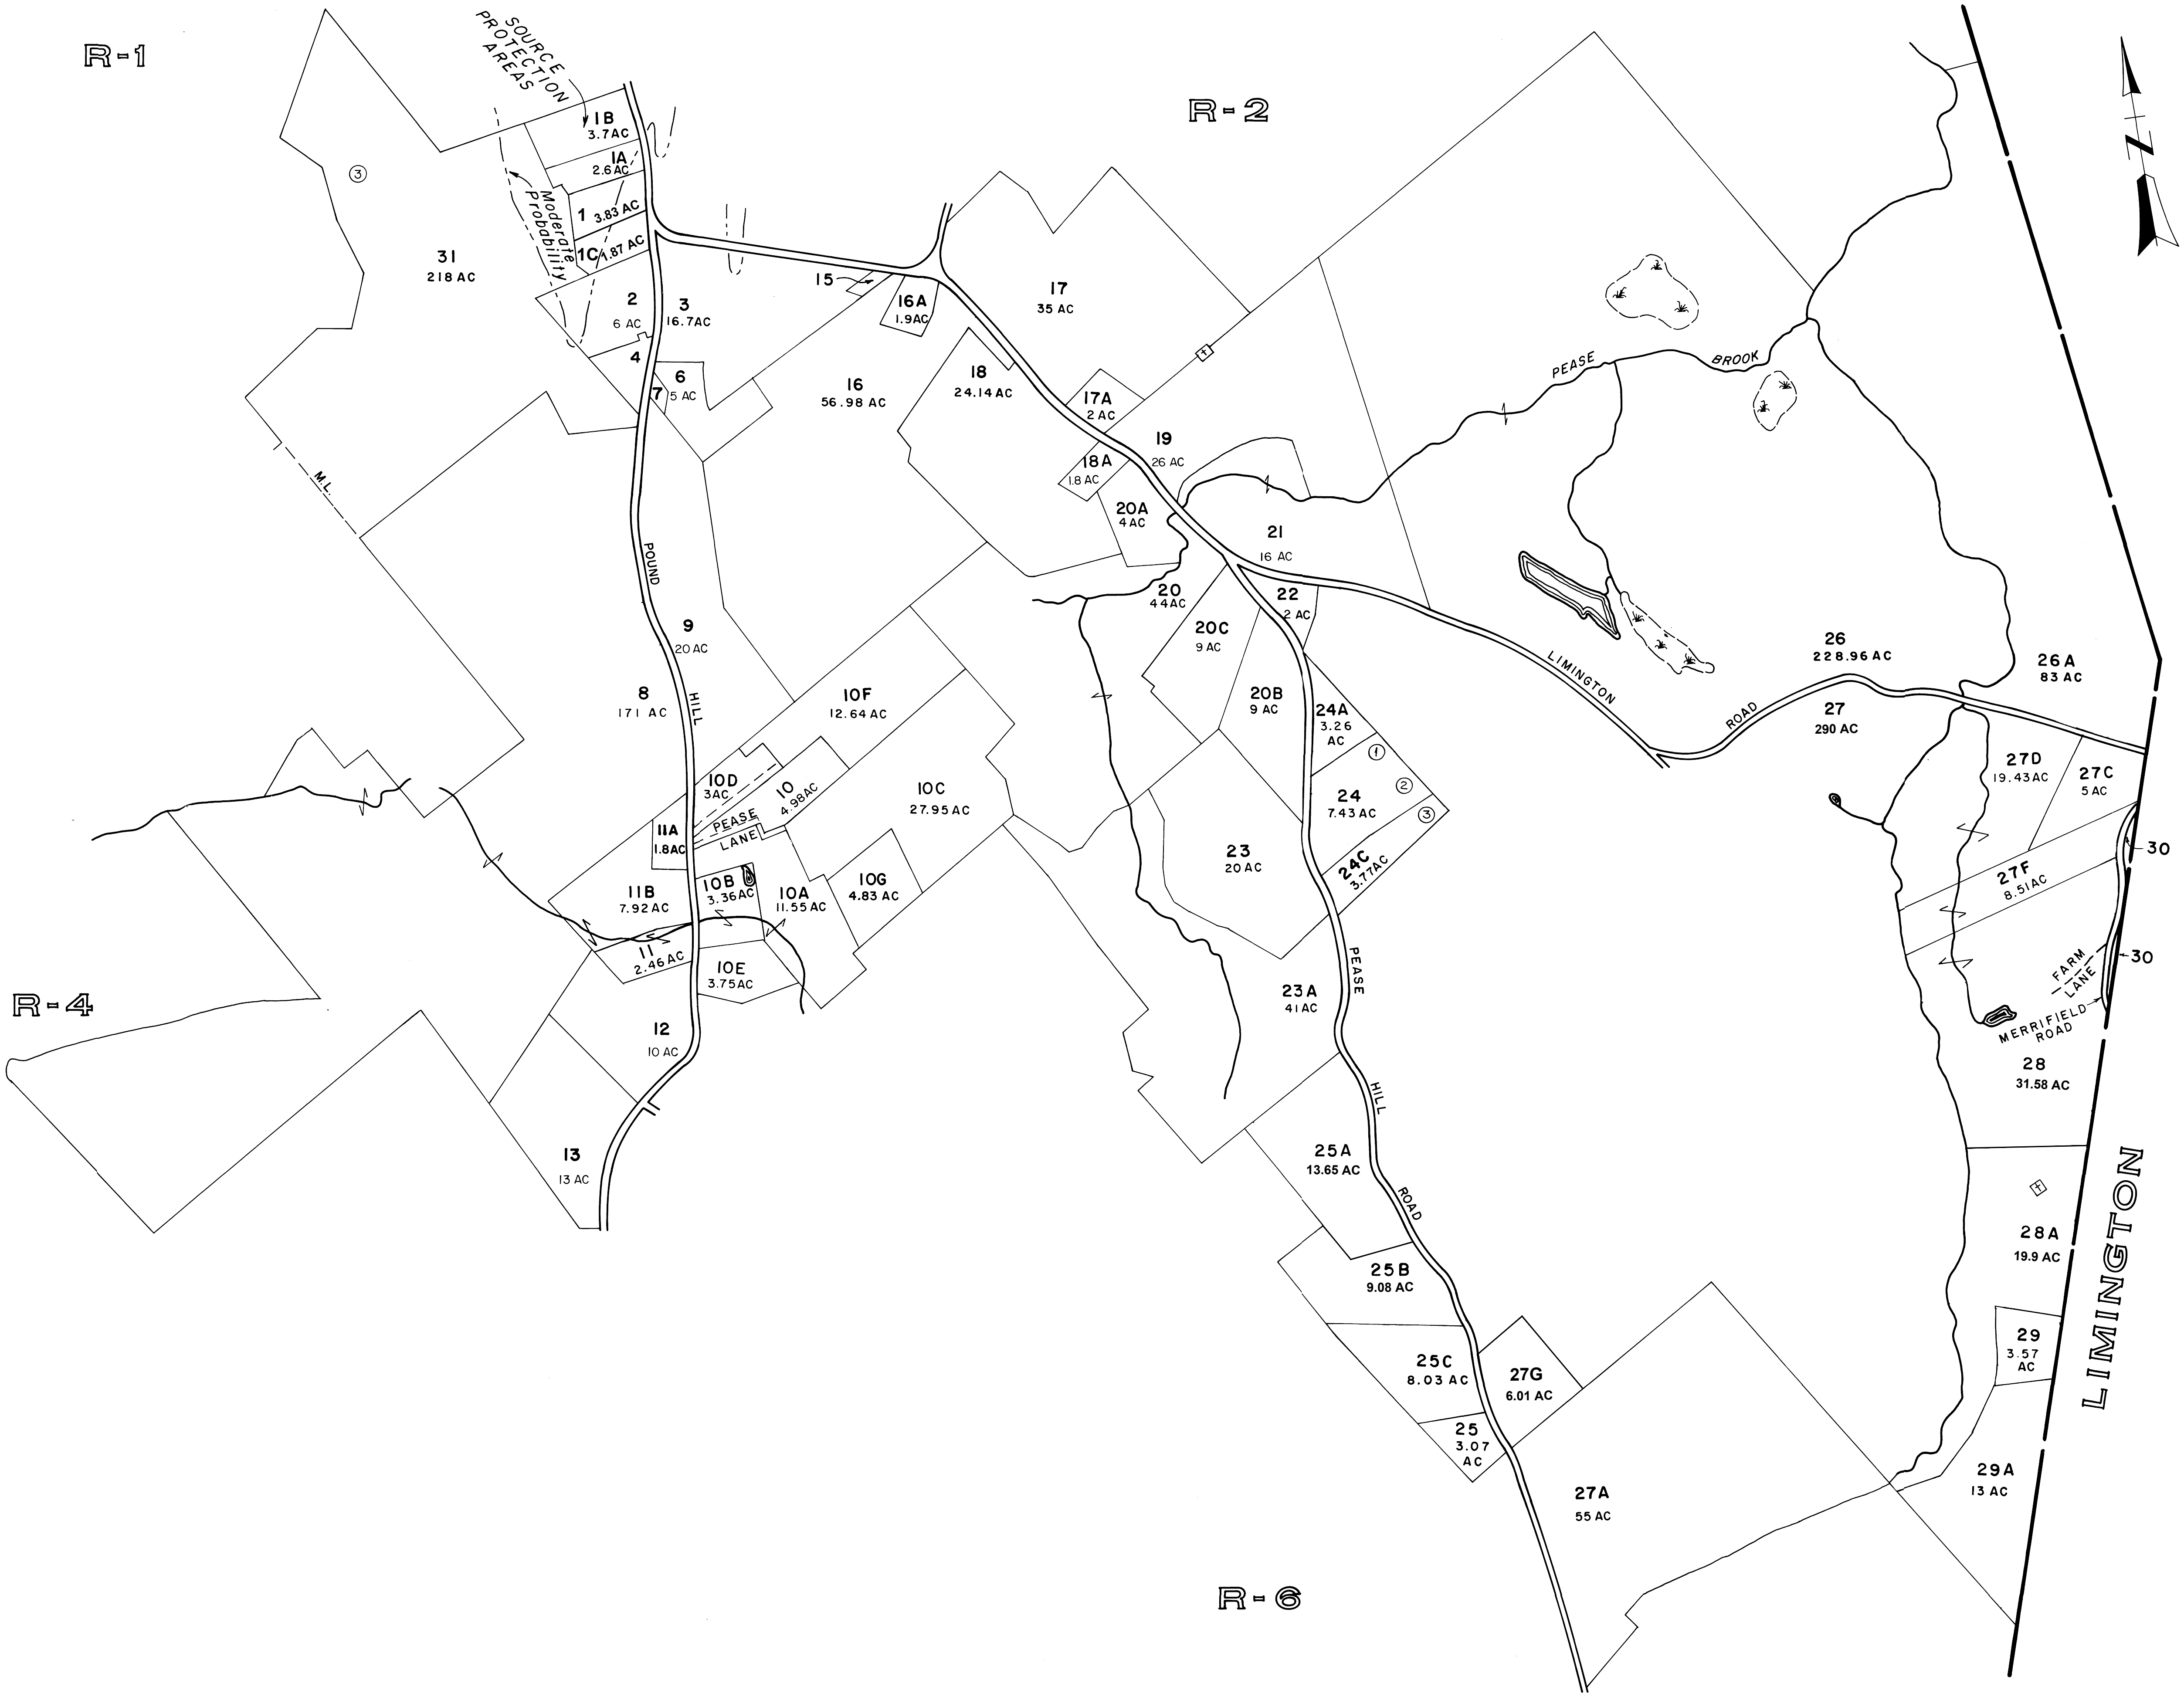 R-1
SOURCE
PROTECTION
AREAS
R-2
N
1B
3.7AC
1A
2.6AC
Moderate
Probability
1 3.83 AC
1C 1.87 AC
3
31
218 AC
2
6 AC
3
16.7AC
4
6
5 AC
7
15
16A
1.9AC
17
35 AC
16
56.98 AC
18
24.14 AC
17A
2 AC
19
26 AC
18A
1.8 AC
20A
4 AC
21
16 AC
PEASE BROOK
M.L.
POUND
HILL
9
20 AC
8
171 AC
20
44AC
20C
9 AC
22
2 AC
20B
9 AC
24A
3.26
AC
1
2
24
7.43 AC
3
24C
3.77AC
LIMINGTON
ROAD
26
228.96 AC
26A
83 AC
27
290 AC
27D
19.43AC
27C
5 AC
30
27F
8.51AC
30
FARM
LANE
MERRIFIELD
ROAD
28
31.58 AC
10F
12.64 AC
10D
3AC
10
4.98AC
PEASE
LANE
10C
27.95 AC
11A
1.8AC
10B
3.36AC
10A
11.55AC
10G
4.83 AC
11B
7.92 AC
11
2.46 AC
10E
3.75AC
R-4
12
10 AC
13
13 AC
23
20 AC
23A
41 AC
PEASE
HILL
ROAD
25A
13.65 AC
25B
9.08 AC
25C
8.03 AC
27G
6.01 AC
25
3.07
AC
27A
55 AC
28A
19.9 AC
29
3.57
AC
29A
13 AC
LIMINGTON
R-6